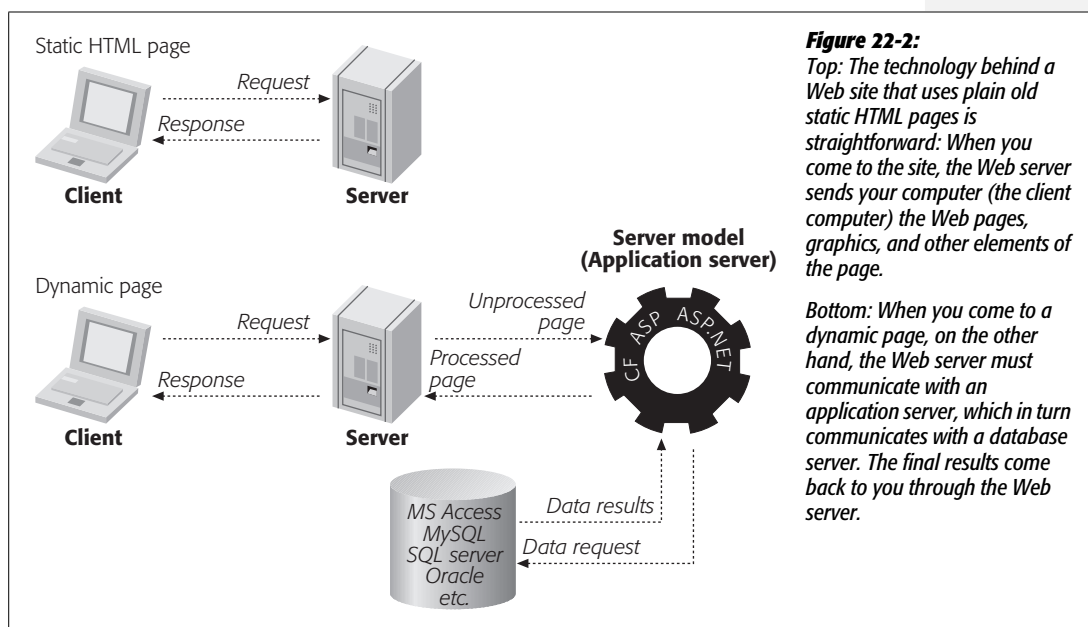 Static HTML page
Request
Response
Client
Server
Dynamic page
Request
Response
Client
Server
Unprocessed
page
Processed
page
Server model
(Application server)
CF ASP ASP.NET
MS Access
MySQL
SQL server
Oracle
etc.
Data results
Data request
Figure 22-2:
Top: The technology behind a
Web site that uses plain old
static HTML pages is
straightforward: When you
come to the site, the Web server
sends your computer (the client
computer) the Web pages,
graphics, and other elements of
the page.
Bottom: When you come to a
dynamic page, on the other
hand, the Web server must
communicate with an
application server, which in turn
communicates with a database
server. The final results come
back to you through the Web
server.